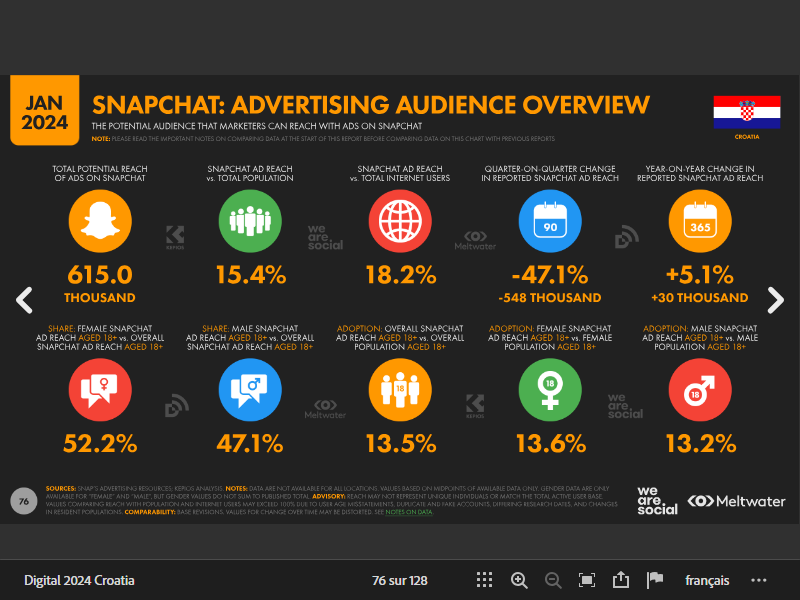 JAN
2024
SNAPCHAT: ADVERTISING AUDIENCE OVERVIEW
THE POTENTIAL AUDIENCE THAT MARKETERS CAN REACH WITH ADS ON SNAPCHAT
NOTE: PLEASE READ THE IMPORTANT NOTES ON COMPARING DATA AT THE START OF THIS REPORT BEFORE COMPARING DATA ON THIS CHART WITH PREVIOUS REPORTS
CROATIA
TOTAL POTENTIAL REACH
OF ADS ON SNAPCHAT
615.0
THOUSAND
SNAPCHAT AD REACH
vs. TOTAL POPULATION
15.4%
SNAPCHAT AD REACH
vs. TOTAL INTERNET USERS
18.2%
QUARTER-ON-QUARTER CHANGE
IN REPORTED SNAPCHAT AD REACH
90
-47.1%
-548 THOUSAND
YEAR-ON-YEAR CHANGE IN
REPORTED SNAPCHAT AD REACH
365
+5.1%
+30 THOUSAND
KEPIOS
we
are.
social
Meltwater
SHARE: FEMALE SNAPCHAT
AD REACH AGED 18+ vs. OVERALL
SNAPCHAT AD REACH AGED 18+
52.2%
SHARE: MALE SNAPCHAT
AD REACH AGED 18+ vs. OVERALL
SNAPCHAT AD REACH AGED 18+
47.1%
ADOPTION: OVERALL SNAPCHAT
AD REACH AGED 18+ vs. OVERALL
POPULATION AGED 18+
18
13.5%
ADOPTION: FEMALE SNAPCHAT
AD REACH AGED 18+ vs. FEMALE
POPULATION AGED 18+
18
13.6%
ADOPTION: MALE SNAPCHAT
AD REACH AGED 18+ vs. MALE
POPULATION AGED 18+
18
13.2%
Meltwater
KEPIOS
we
are.
social
76
SOURCES: SNAP'S ADVERTISING RESOURCES; KEPIOS ANALYSIS. NOTES: DATA ARE NOT AVAILABLE FOR ALL LOCATIONS. VALUES BASED ON MIDPOINTS OF AVAILABLE DATA ONLY. GENDER DATA ARE ONLY
AVAILABLE FOR "FEMALE" AND "MALE", BUT GENDER VALUES DO NOT SUM TO PUBLISHED TOTAL. ADVISORY: REACH MAY NOT REPRESENT UNIQUE INDIVIDUALS OR MATCH THE TOTAL ACTIVE USER BASE.
VALUES COMPARING REACH WITH POPULATION AND INTERNET USERS MAY EXCEED 100% DUE TO USER AGE MISSTATEMENTS, DUPLICATE AND FAKE ACCOUNTS, DIFFERING RESEARCH DATES, AND CHANGES
IN RESIDENT POPULATIONS. COMPARABILITY: BASE REVISIONS. VALUES FOR CHANGE OVER TIME MAY BE DISTORTED. SEE NOTES ON DATA.
we
are.
social
Meltwater
Digital 2024 Croatia
76 sur 128
français